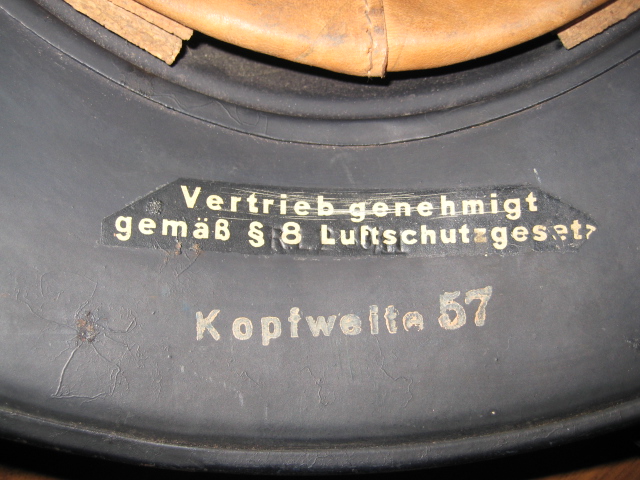 Vertrieb genehmigt
gemäß § 8 Luftschutzgesetz
Kopfweite 57